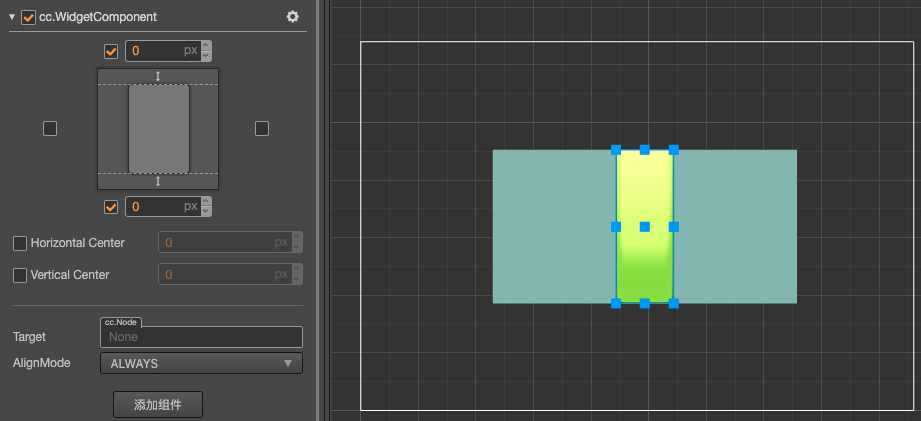 cc.WidgetComponent
0 px
0 px
Horizontal Center 0 px
Vertical Center 0 px
cc.Node
Target None
AlignMode ALWAYS
添加组件